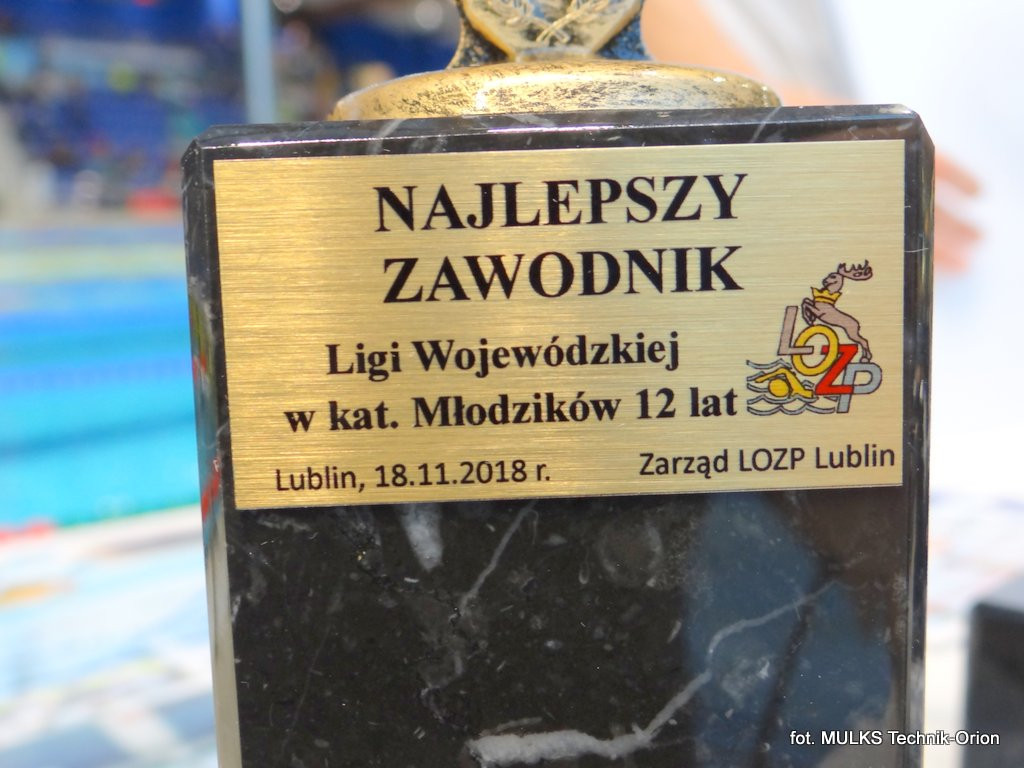 NAJLEPSZY
ZAWODNIK
Ligi Wojewódzkiej
w kat. Młodzików 12 lat
LOZP
Lublin, 18.11.2018 r.
Zarząd LOZP Lublin
fot. MULKS Technik-Orion